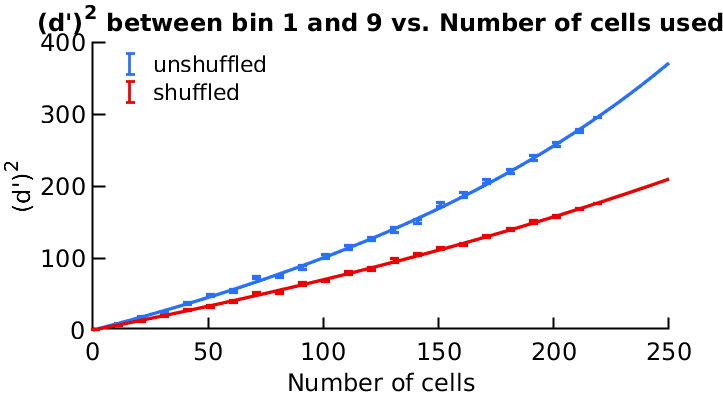 (d')² between bin 1 and 9 vs. Number of cells used
400
300
200
100
0
(d')²
unshuffled
shuffled
0 50 100 150 200 250
Number of cells